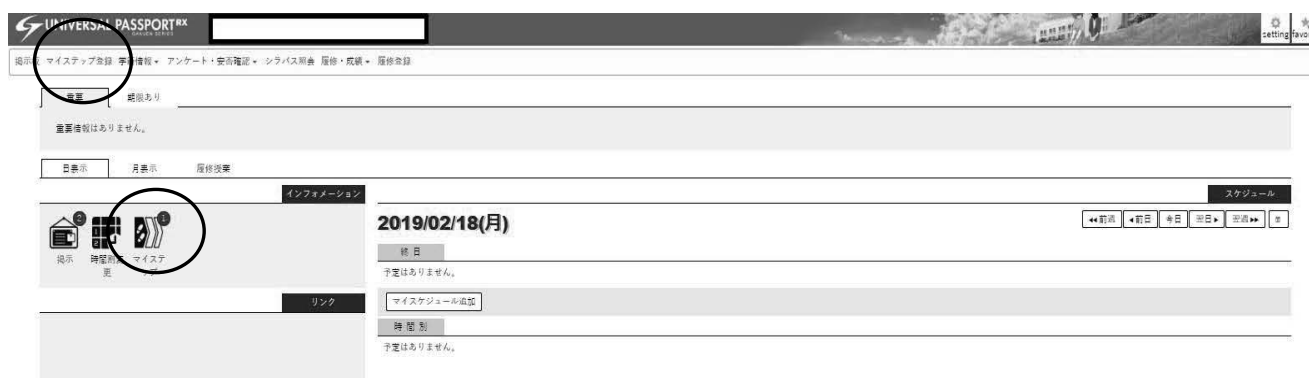 UNIVERSAL PASSPORT RX
GAKUEN SERIES
setting favo
掲示板 マイステップ登録 学籍情報 アンケート・安否確認 シラバス照会 履修・成績 履修登録
重要 期限あり
重要情報はありません。
日表示 月表示 履修授業
インフォメーション
2
1
掲示 時間割変更 マイステップ
リンク
スケジュール
2019/02/18(月)
前週 前日 今日 翌日 翌週
終日
予定はありません。
マイスケジュール追加
時間別
予定はありません。